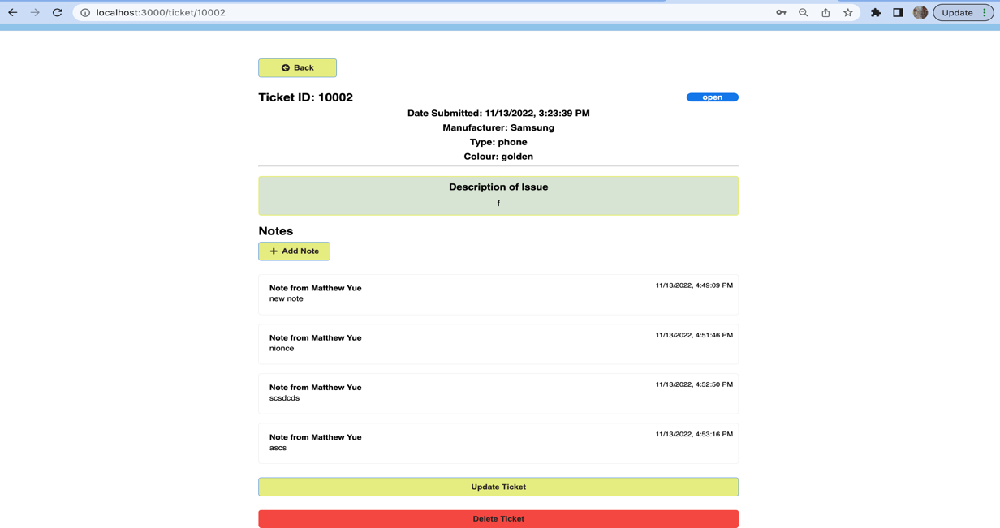 localhost:3000/ticket/10002
Update
Back
Ticket ID: 10002
open
Date Submitted: 11/13/2022, 3:23:39 PM
Manufacturer: Samsung
Type: phone
Colour: golden
Description of Issue
f
Notes
+ Add Note
Note from Matthew Yue
11/13/2022, 4:49:09 PM
new note
Note from Matthew Yue
11/13/2022, 4:51:46 PM
nionce
Note from Matthew Yue
11/13/2022, 4:52:50 PM
scsdcds
Note from Matthew Yue
11/13/2022, 4:53:16 PM
ascs
Update Ticket
Delete Ticket